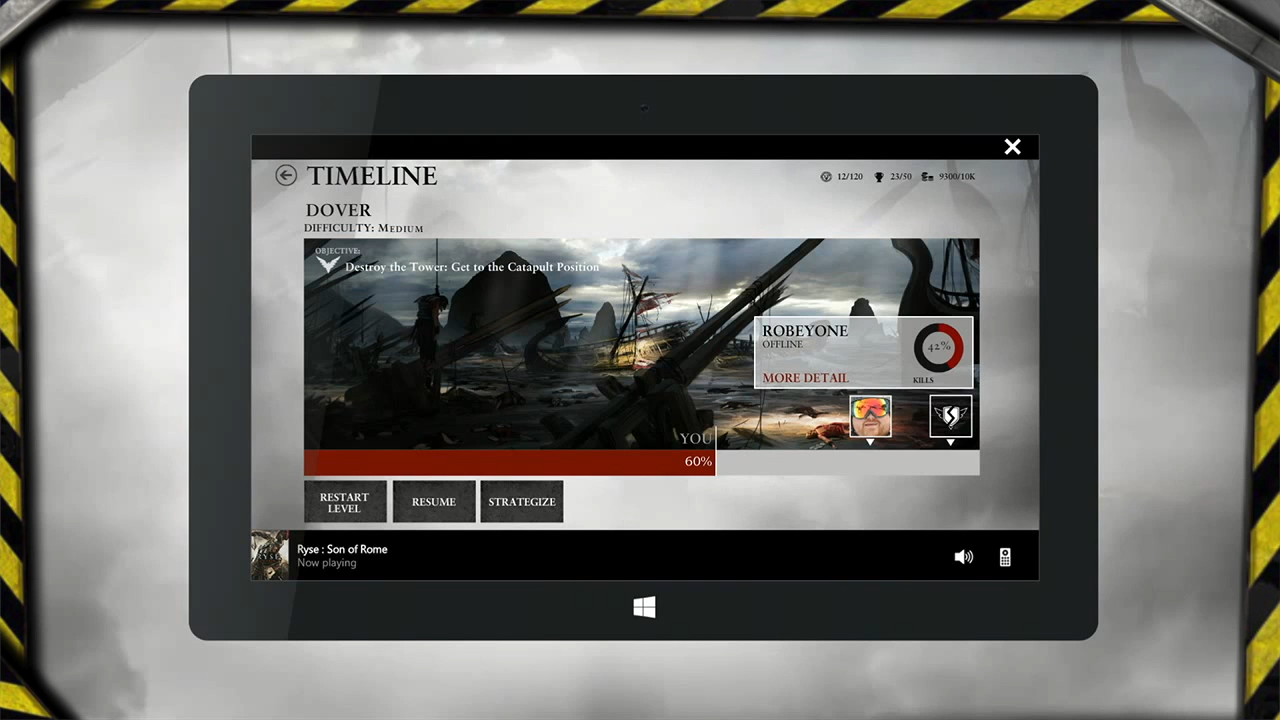 TIMELINE
12/120 23/50 9300/10K
DOVER
DIFFICULTY: MEDIUM
OBJECTIVE:
Destroy the Tower: Get to the Catapult Position
ROBEYONE
OFFLINE
42%
MORE DETAIL
KILLS
YOU
60%
RESTART
LEVEL
RESUME
STRATEGIZE
Ryse : Son of Rome
Now playing